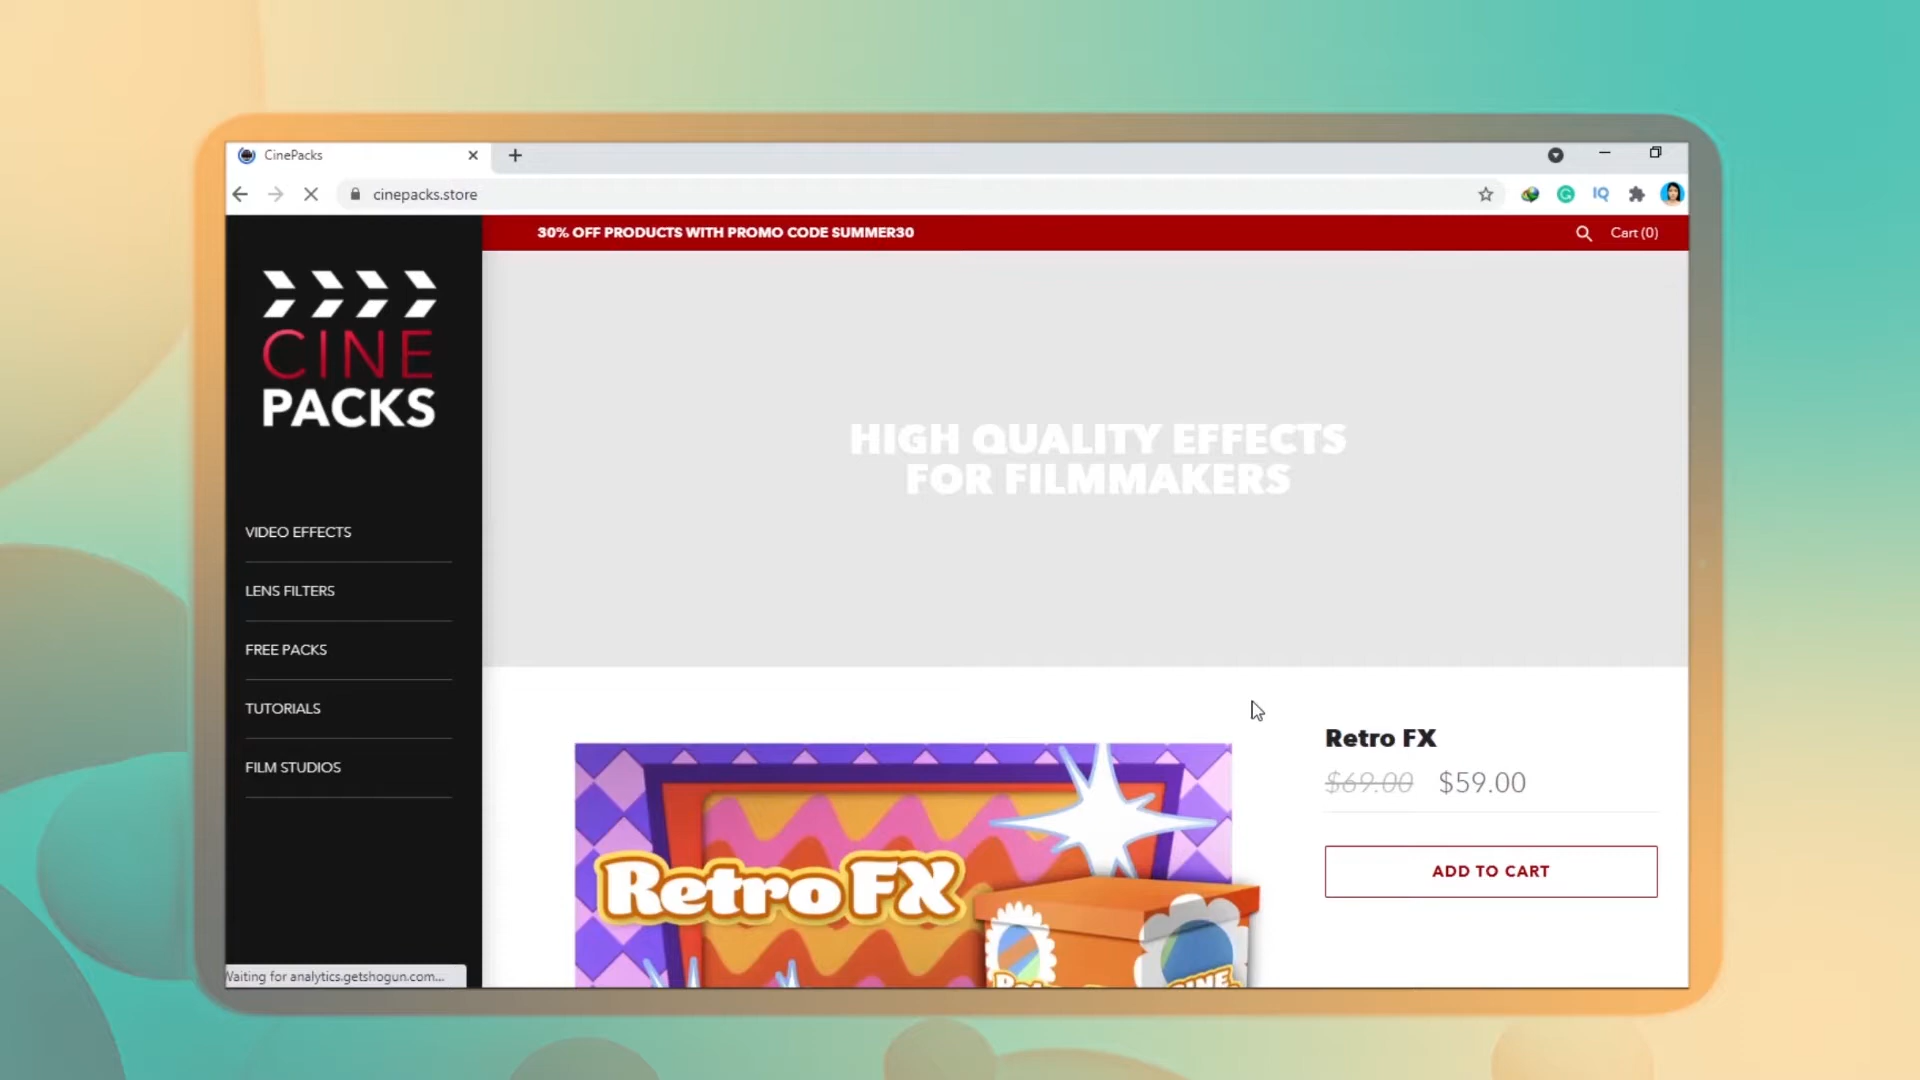 CinePacks
cinepacks.store
IQ
30% OFF PRODUCTS WITH PROMO CODE SUMMER30
Cart (0)
CINE
PACKS
HIGH QUALITY EFFECTS
FOR FILMMAKERS
VIDEO EFFECTS
LENS FILTERS
FREE PACKS
TUTORIALS
FILM STUDIOS
Retro FX
$69.00 $59.00
ADD TO CART
Retro FX
CINE
Waiting for analytics.getshogun.com...